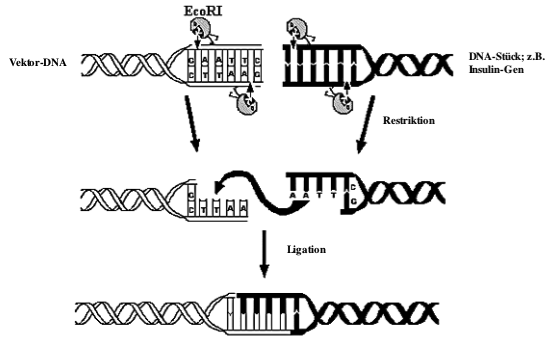 EcoRI
Vektor-DNA
DNA-Stück; z.B.
Insulin-Gen
G A A T T C
C T T A A G
Restriktion
G
C T T A A
A A T T C
G
Ligation